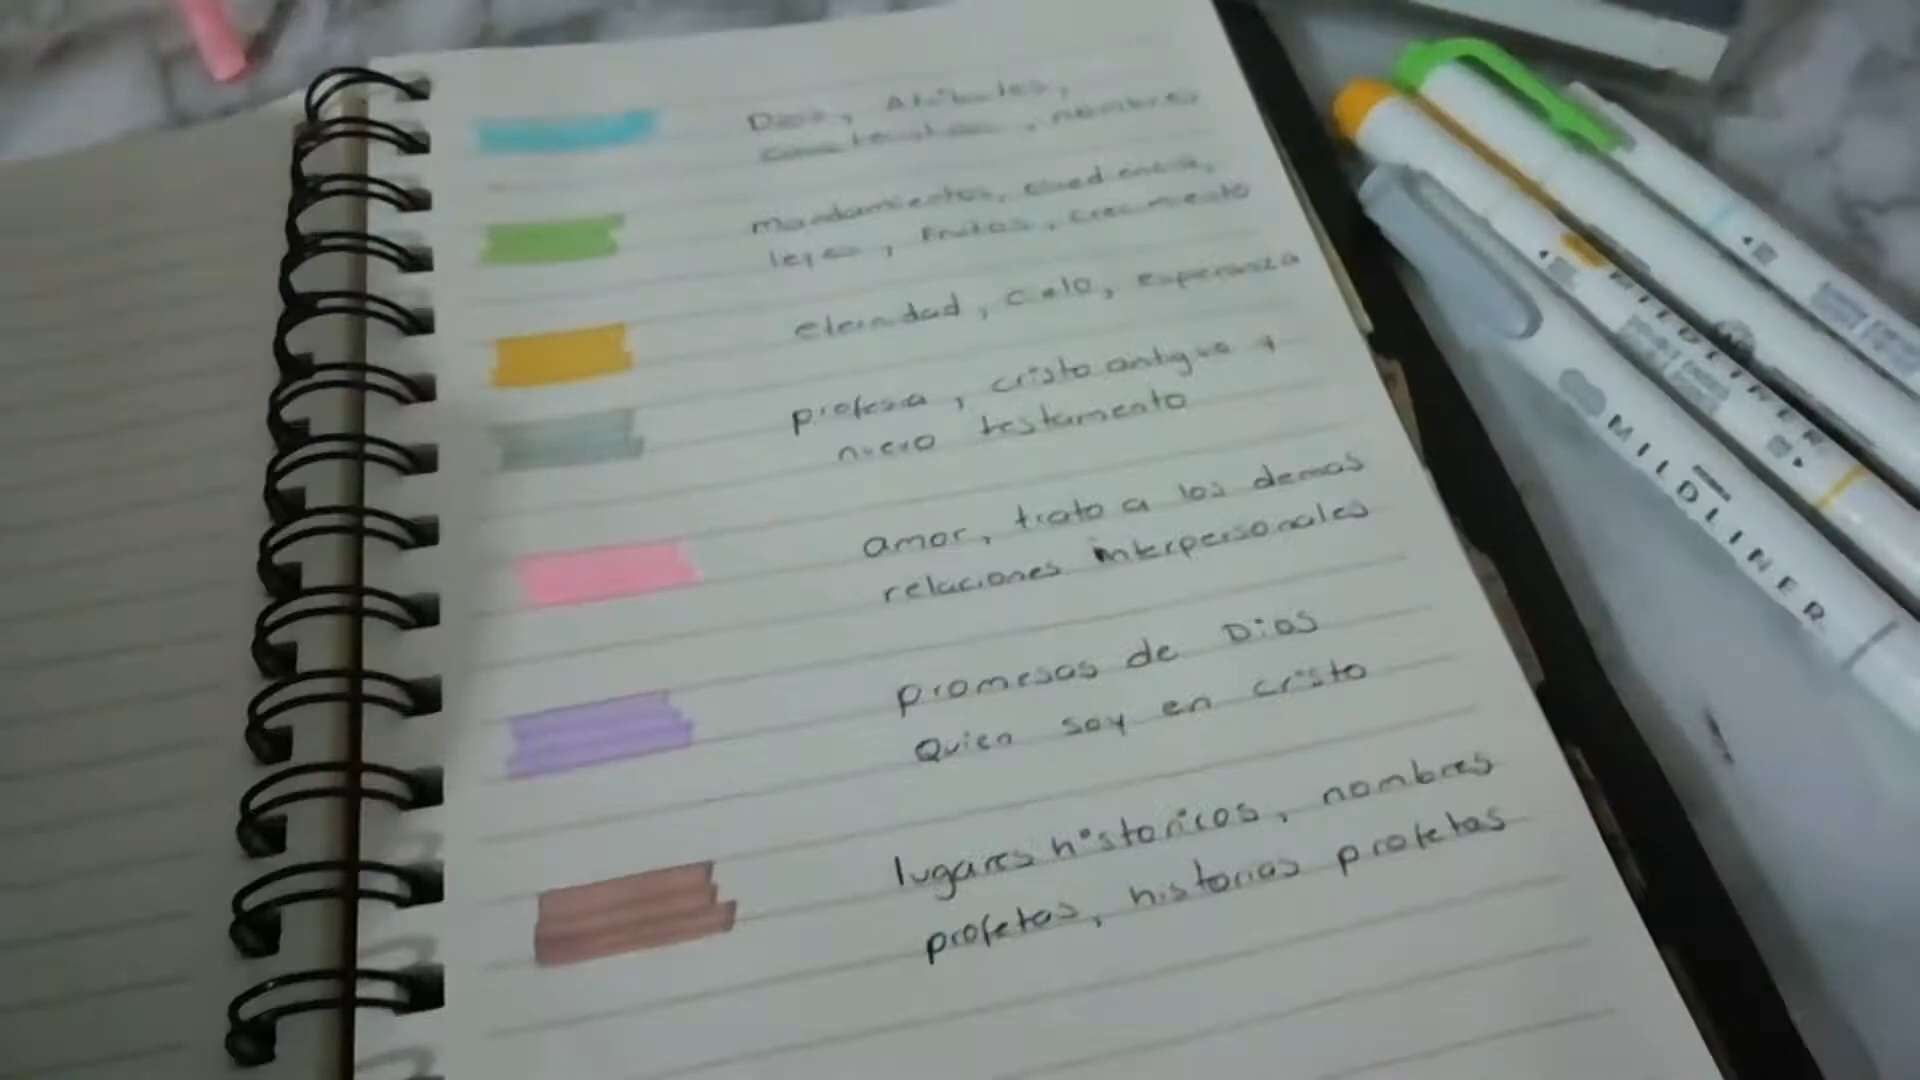 Dios, Atributos,
nombres
mandamientos, obediencia,
leyes, Frutos, crecimiento
eternidad, cielo, esperanza
profesia, cristo antiguo y
nuevo testamento
amor, trato a los demas
relaciones interpersonales
promesas de Dios
Quien soy en cristo
lugares historicos, nombres
profetas, historias profetas
MILDLINER
MILDLINER